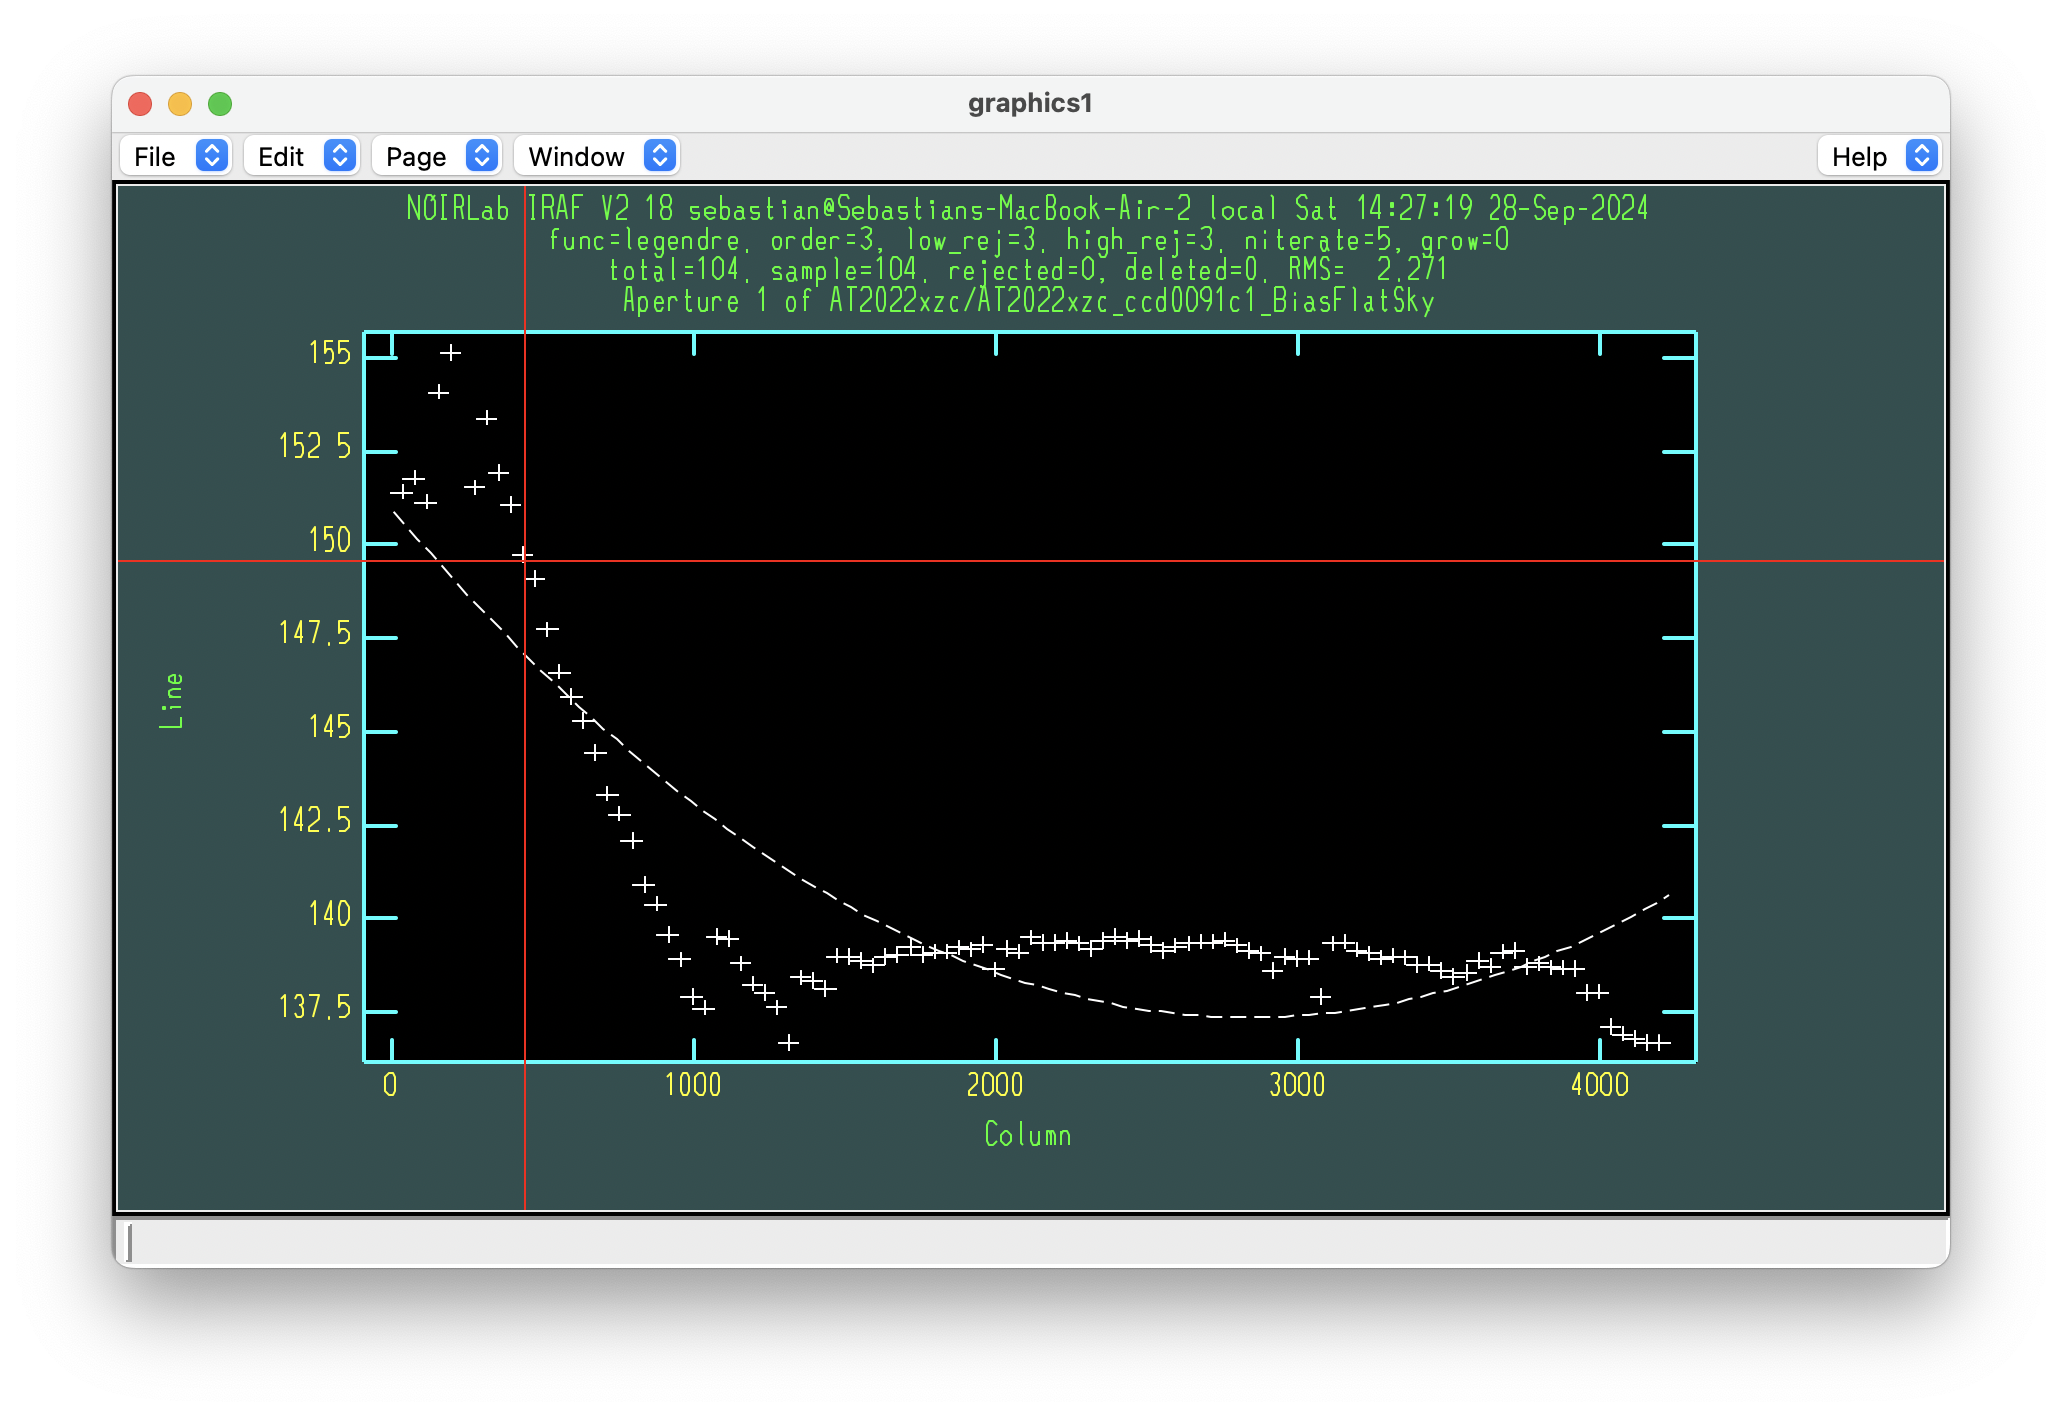 graphics1
File Edit Page Window Help
NOIRLab IRAF V2 18 sebastian@Sebastians-MacBook-Air-2 local Sat 14:27:19 28-Sep-2024
func=legendre, order=3, low_rej=3, high_rej=3, niterate=5, grow=0
total=104, sample=104, rejected=0, deleted=0, RMS= 2.271
Aperture 1 of AT2022xzc/AT2022xzc_ccd0091c1_BiasFlatSky
155
152 5
150
147.5
145
142.5
140
137.5
Line
0 1000 2000 3000 4000
Column